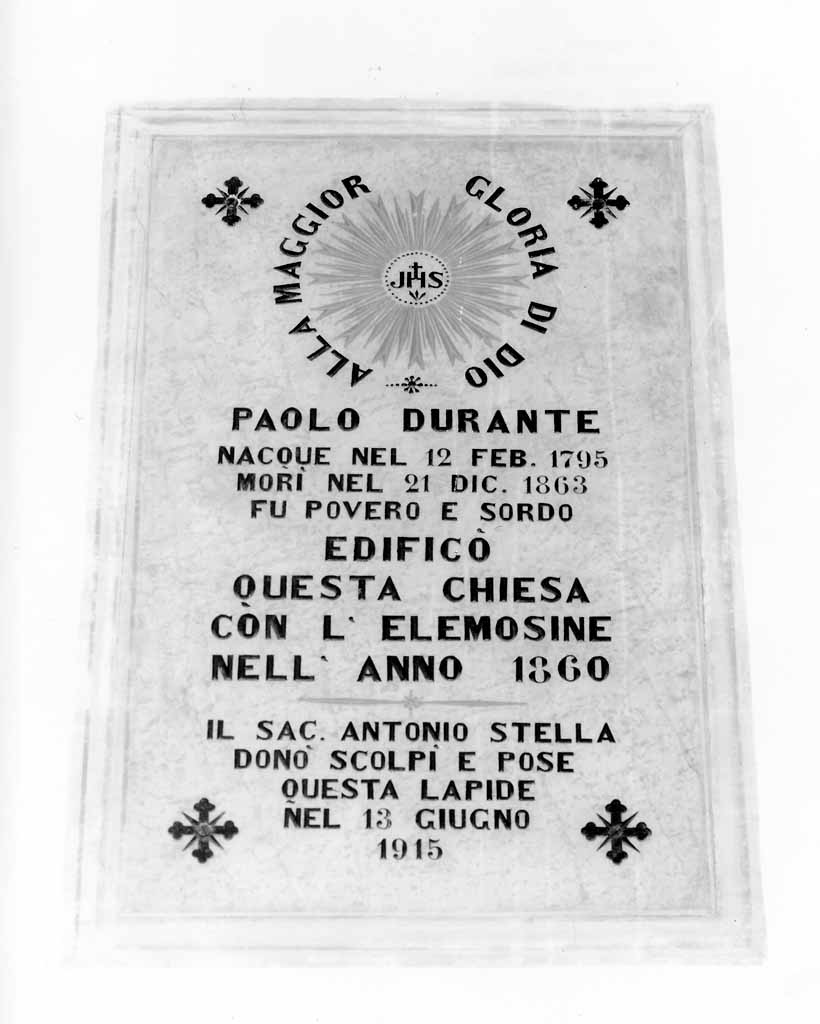 ALLA MAGGIOR GLORIA DI DIO
JHS
PAOLO DURANTE
NACQUE NEL 12 FEB. 1795
MORÌ NEL 21 DIC. 1863
FU POVERO E SORDO
EDIFICÒ
QUESTA CHIESA
CÒN L' ELEMOSINE
NELL' ANNO 1860
IL SAC. ANTONIO STELLA
DONÒ SCOLPÌ E POSE
QUESTA LAPIDE
NEL 13 GIUGNO
1915